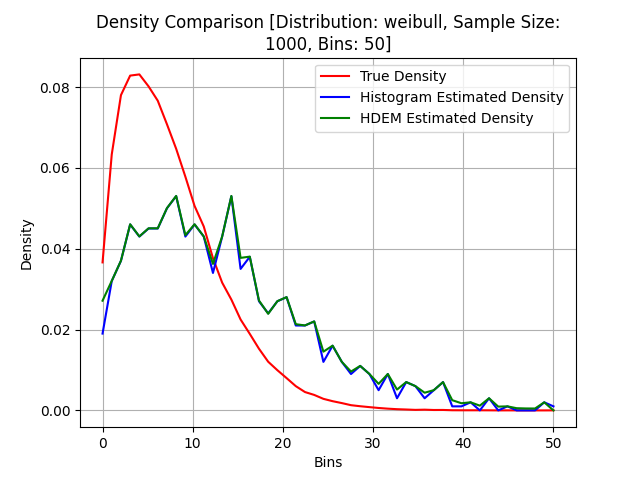 Density Comparison [Distribution: weibull, Sample Size:
1000, Bins: 50]
True Density
Histogram Estimated Density
HDEM Estimated Density
Density
0.08
0.06
0.04
0.02
0.00
0 10 20 30 40 50
Bins